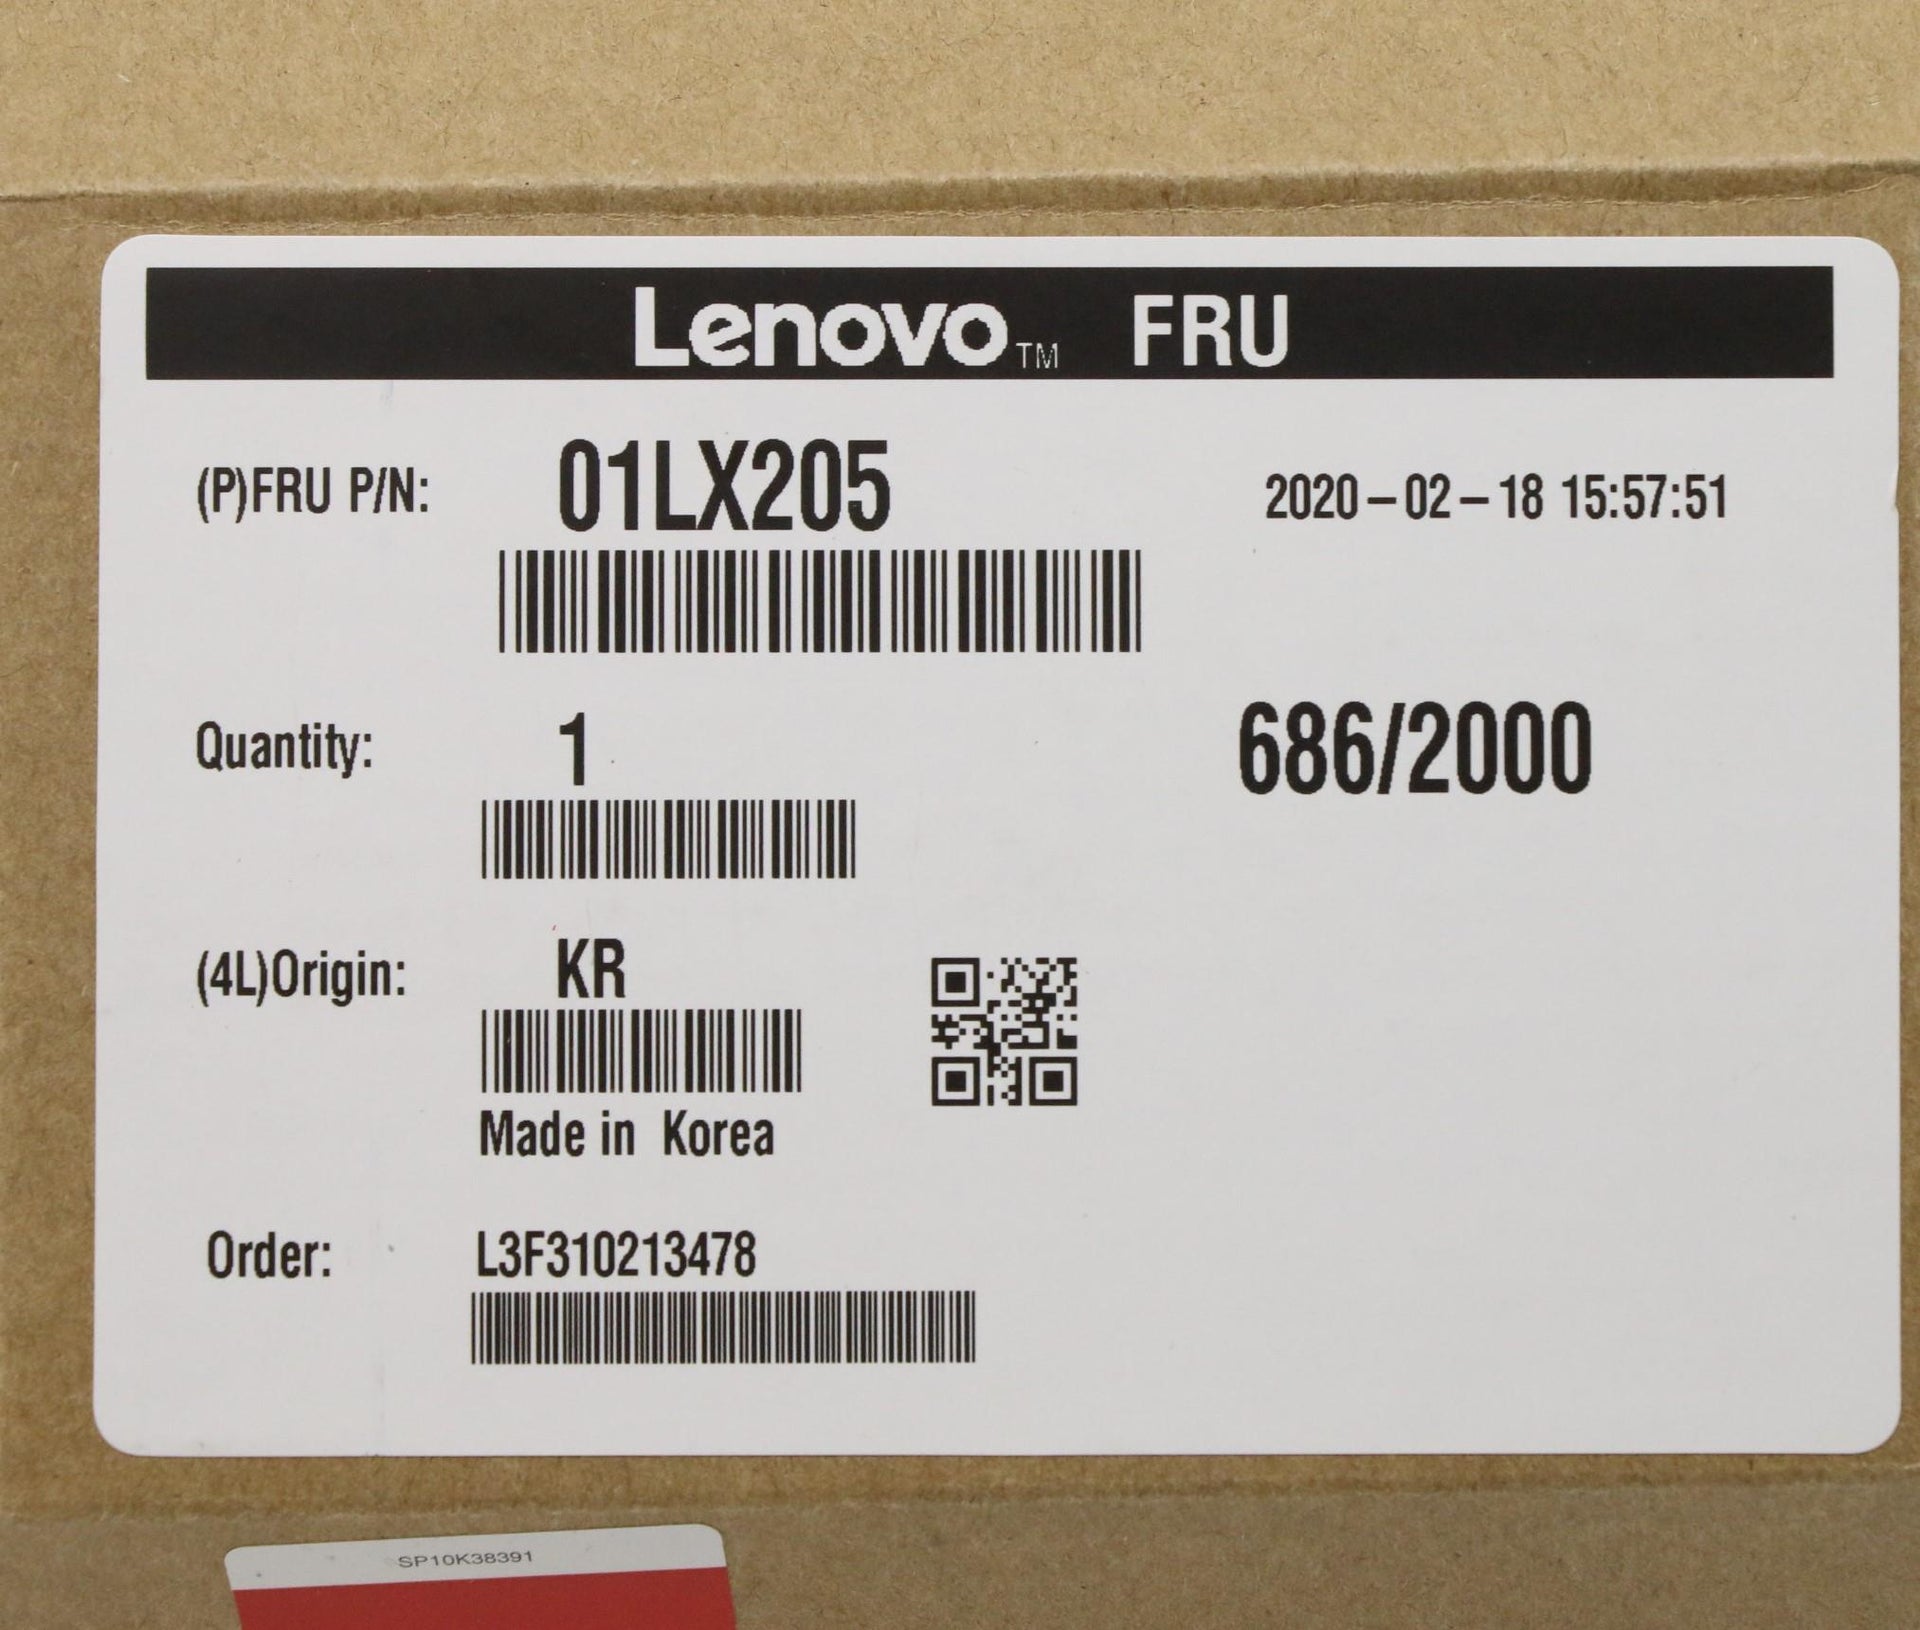 Lenovo™ FRU
(P)FRU P/N: 01LX205 2020-02-18 15:57:51
Quantity: 1 686/2000
(4L)Origin: KR
Made in Korea
Order: L3F310213478
SP10K38391